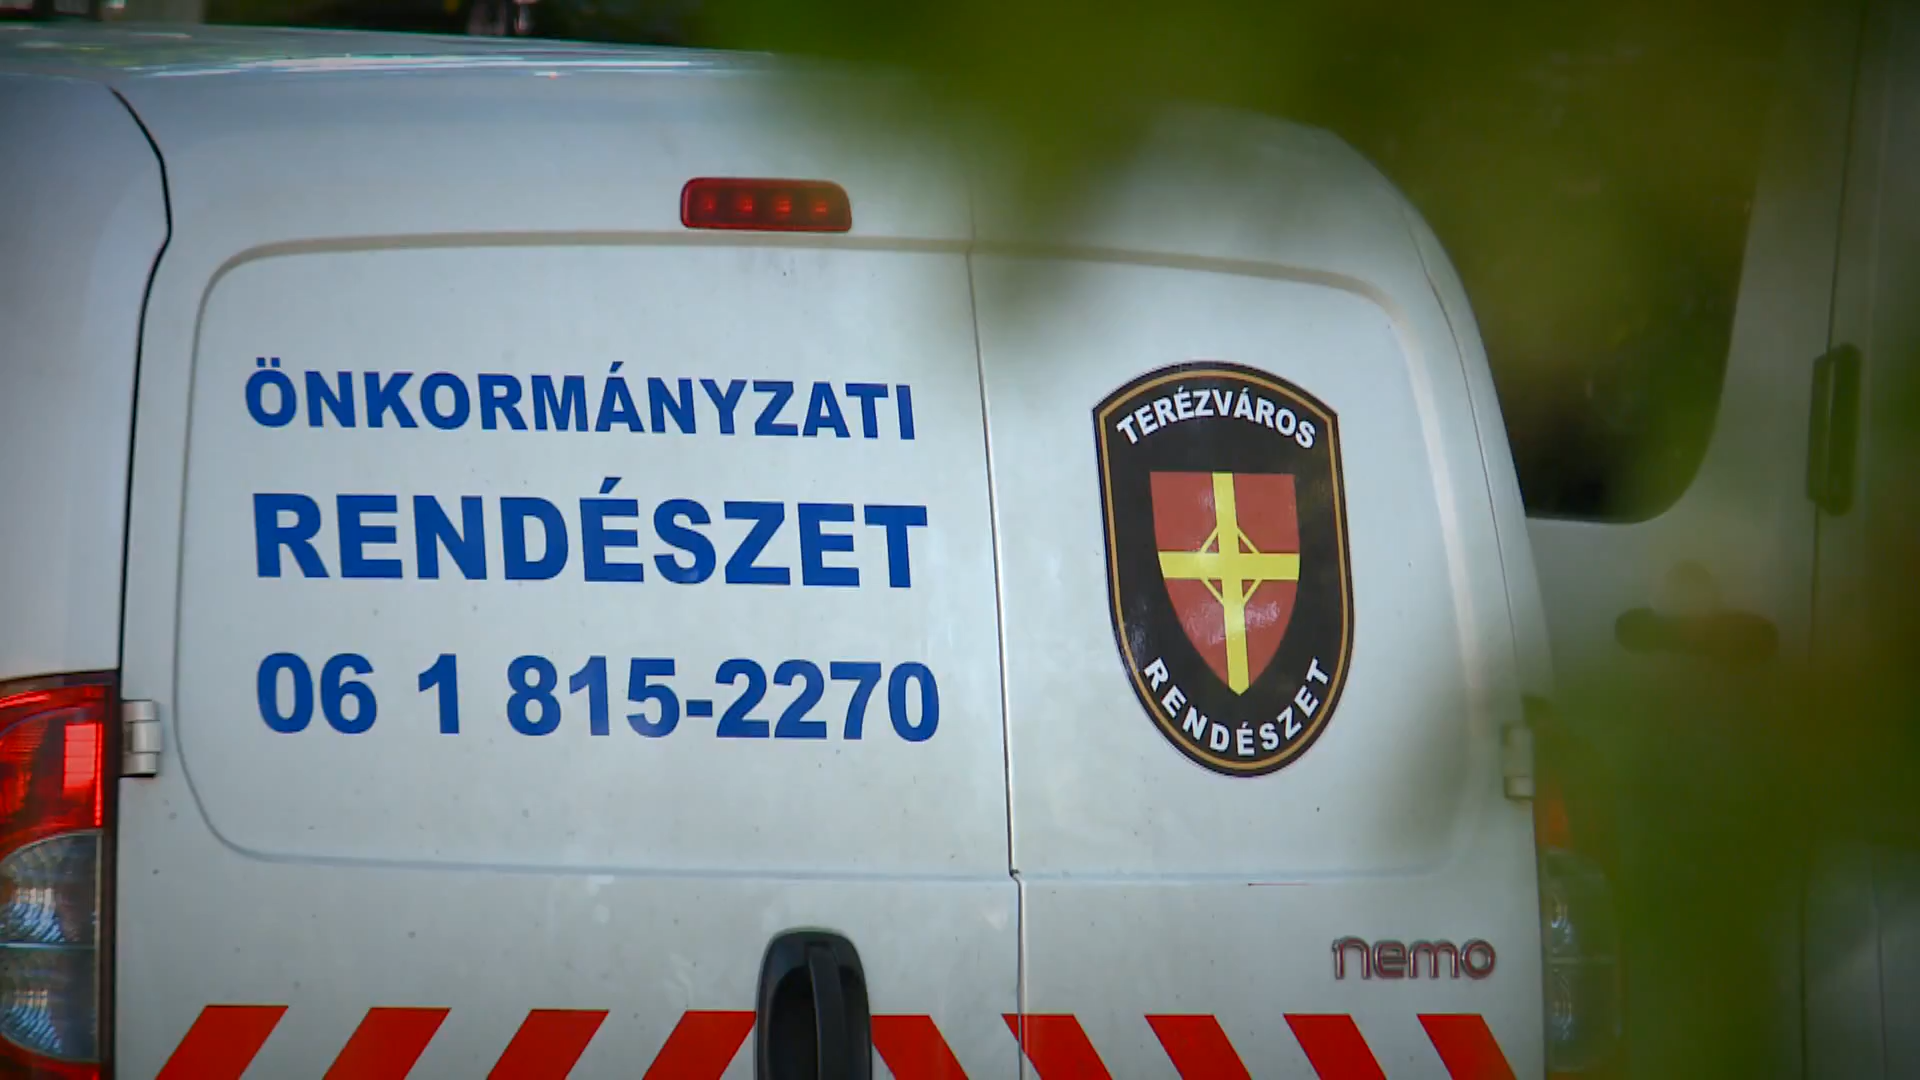 ÖNKORMÁNYZATI
RENDÉSZET
06 1 815-2270
TERÉZVÁROS
RENDÉSZET
nemo